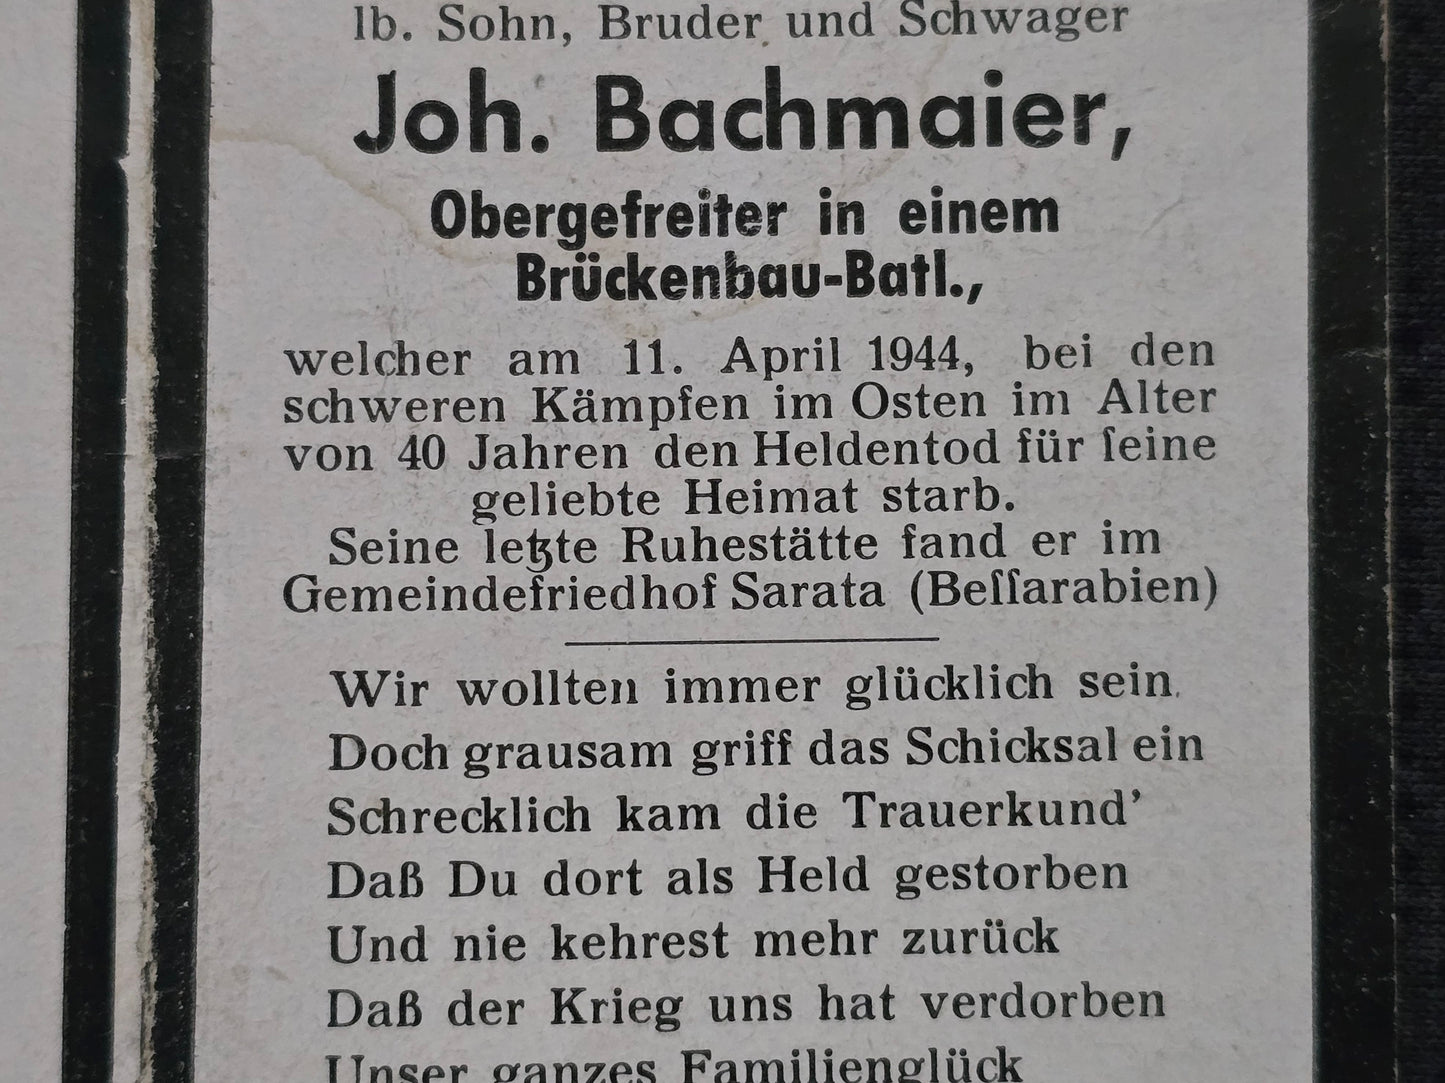 lb. Sohn, Bruder und Schwager
Joh. Bachmaier,
Obergefreiter in einem
Brückenbau-Batl.,
welcher am 11. April 1944, bei den
schweren Kämpfen im Osten im Alter
von 40 Jahren den Heldentod für ſeine
geliebte Heimat starb.
Seine letzte Ruhestätte fand er im
Gemeindefriedhof Sarata (Beſſarabien)
Wir wollten immer glücklich sein.
Doch grausam griff das Schicksal ein
Schrecklich kam die Trauerkund’
Daß Du dort als Held gestorben
Und nie kehrest mehr zurück
Daß der Krieg uns hat verdorben
Unser ganzes Familienglück